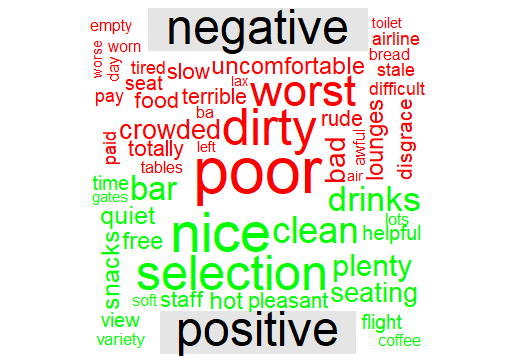 negative
empty
toilet
airline
worse
day
worn
bread
tired
slow
uncomfortable
stale
seat
lax
worst
difficult
pay
food
terrible
ba
dirty
rude
lounges
disgrace
crowded
paid
totally
left
bad
awful
tables
poor
air
time
gates
bar
drinks
quiet
lots
nice
clean
helpful
snacks
free
selection
plenty
soft
staff
hot
pleasant
seating
view
positive
flight
variety
coffee